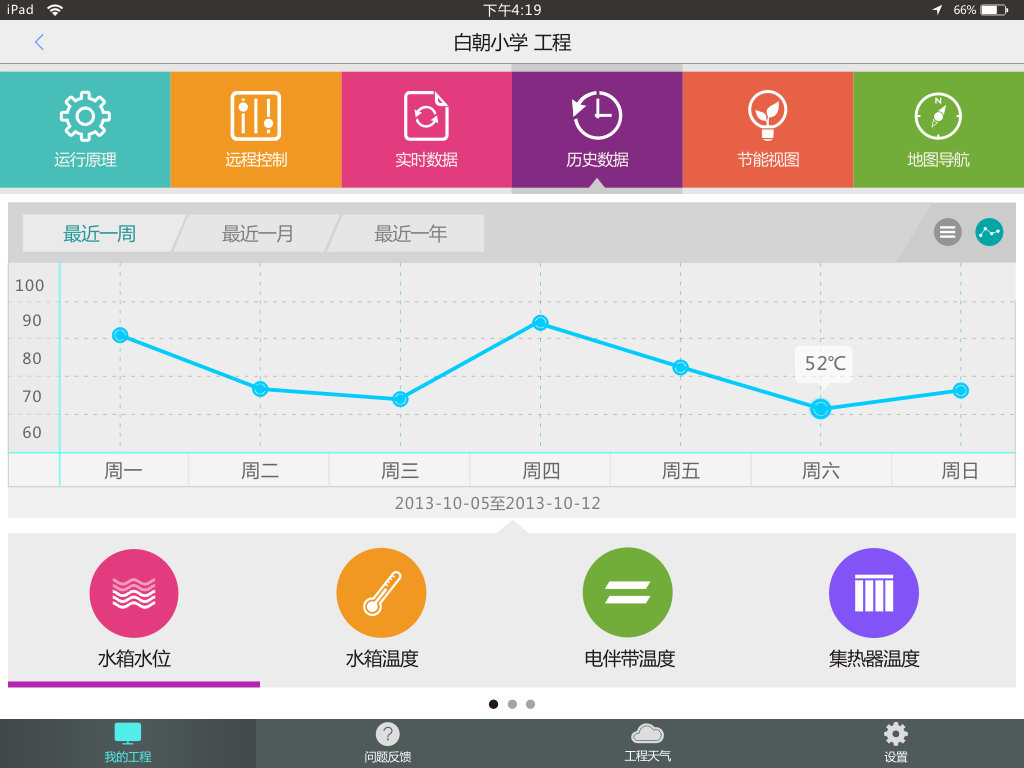 iPad 下午4:19 66%
白朝小学 工程
运行原理 远程控制 实时数据 历史数据 节能视图 N 地图导航
最近一周 最近一月 最近一年
100
90
80
52℃
70
60
周一 周二 周三 周四 周五 周六 周日
2013-10-05至2013-10-12
水箱水位 水箱温度 电伴带温度 集热器温度
?
我的工程 问题反馈 工程天气 设置